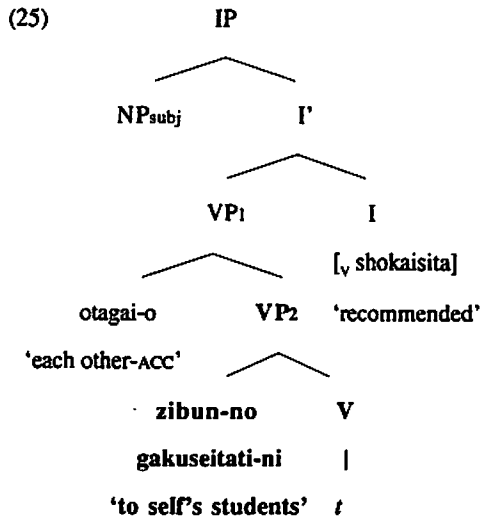 (25) IP
NPsubj I'
VP1 I
[v shokaisita]
otagai-o VP2 'recommended'
'each other-ACC'
zibun-no V
gakuseitati-ni
'to self's students' t